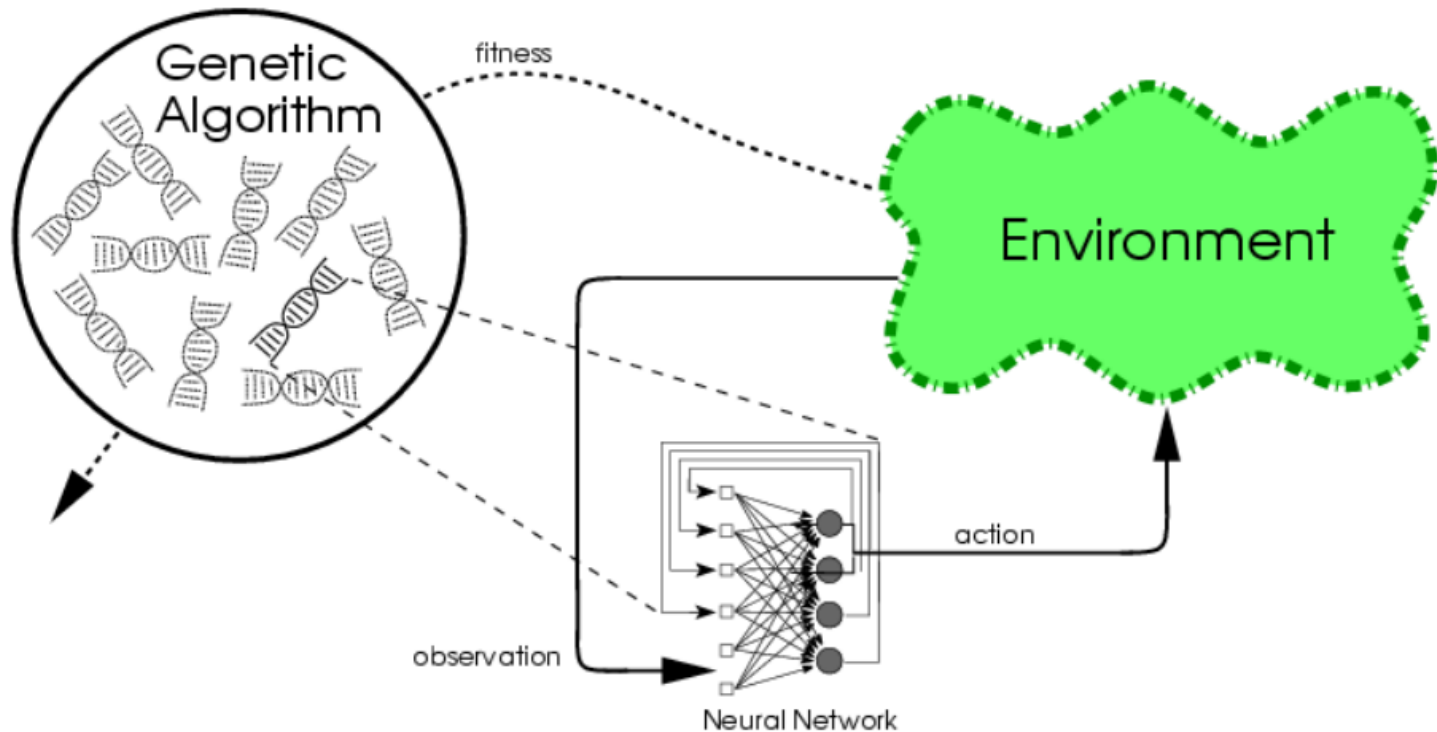 Genetic
Algorithm
fitness
Environment
action
observation
Neural Network